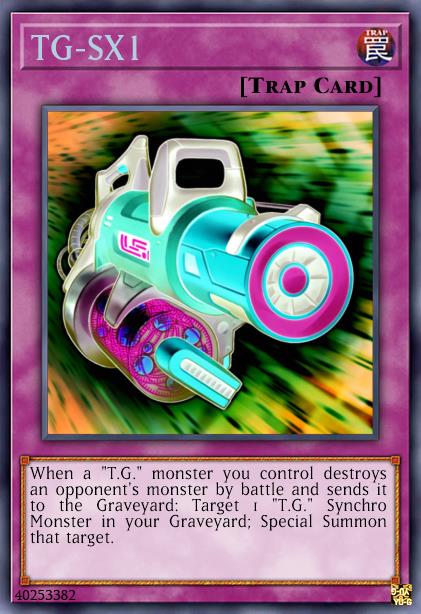 TG-SX1
TRAP
罠
[TRAP CARD]
When a "T.G." monster you control destroys
an opponent's monster by battle and sends it
to the Graveyard: Target 1 "T.G." Synchro
Monster in your Graveyard; Special Summon
that target.
40253382